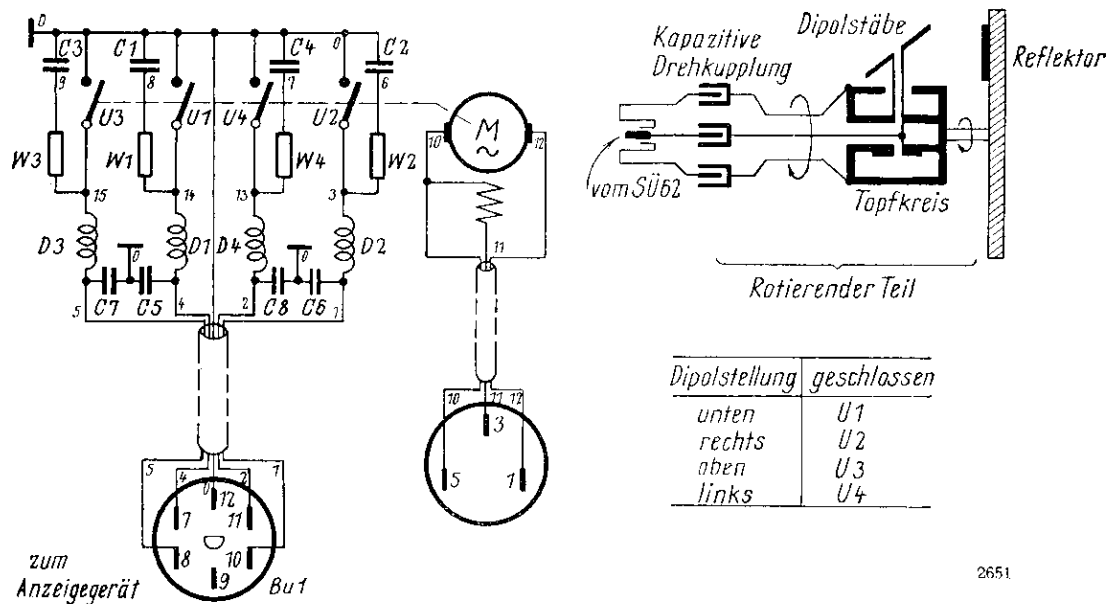 0
C3
C1
C4
0
C2
9
8
7
6
U3
U1
U4
U2
W3
W1
W4
W2
15
14
13
3
D3
D1
D4
D2
0
0
C7
C5
C8
C6
5
4
2
1
5
4
0
2
1
12
7
11
8
10
9
zum
Anzeigegerät
Bu1
M
~
10
12
11
10
11
12
3
5
1
Kapazitive
Drehkupplung
Dipolstäbe
Reflektor
vom SÜ62
Topfkreis
Rotierender Teil
Dipolstellung geschlossen
unten U1
rechts U2
oben U3
links U4
2651